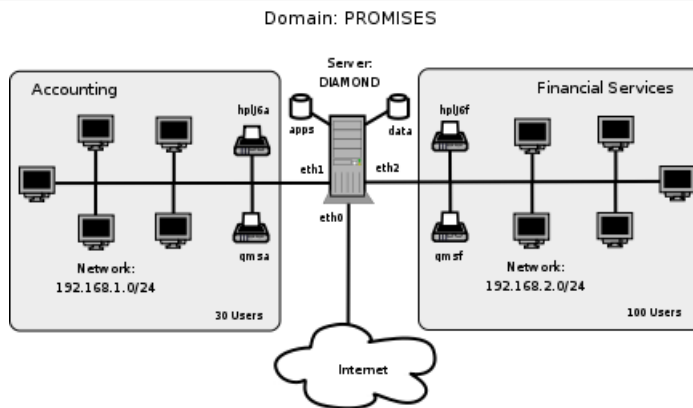 Domain: PROMISES
Server:
DIAMOND
Accounting
Financial Services
hplj6a
apps
data
hplj6f
eth1
eth2
eth0
qmsa
qmsf
Network:
192.168.1.0/24
30 Users
Network:
192.168.2.0/24
100 Users
Internet